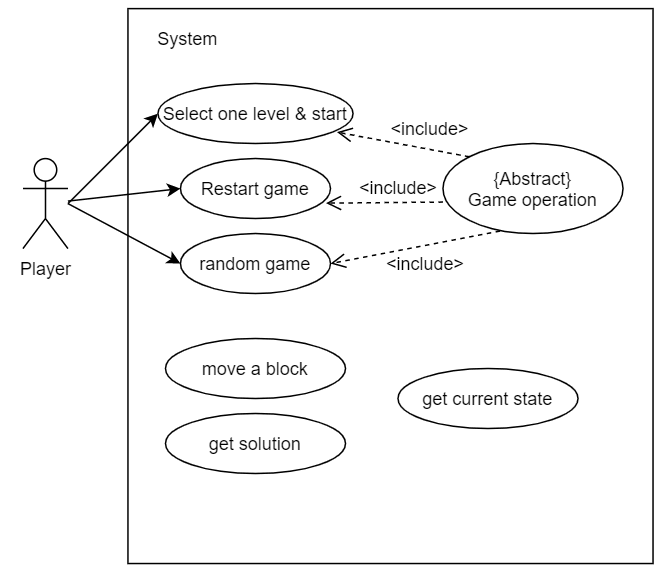 System
Select one level & start
<include>
{Abstract}
Game operation
Restart game
<include>
random game
<include>
Player
move a block
get current state
get solution